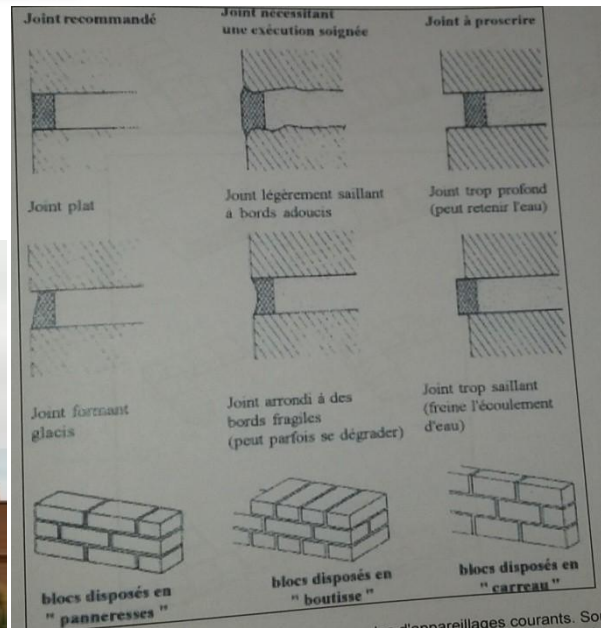 Joint recommandé
Joint nécessitant
une exécution soignée
Joint à proscrire
Joint plat
Joint légèrement saillant
à bords adoucis
Joint trop profond
(peut retenir l'eau)
Joint formant
glacis
Joint arrondi à des
bords fragiles
(peut parfois se dégrader)
Joint trop saillant
(freine l'écoulement
d'eau)
blocs disposés en
" panneresses "
blocs disposés en
" boutisse "
blocs disposés en
" carreau "
d'appareillages courants.